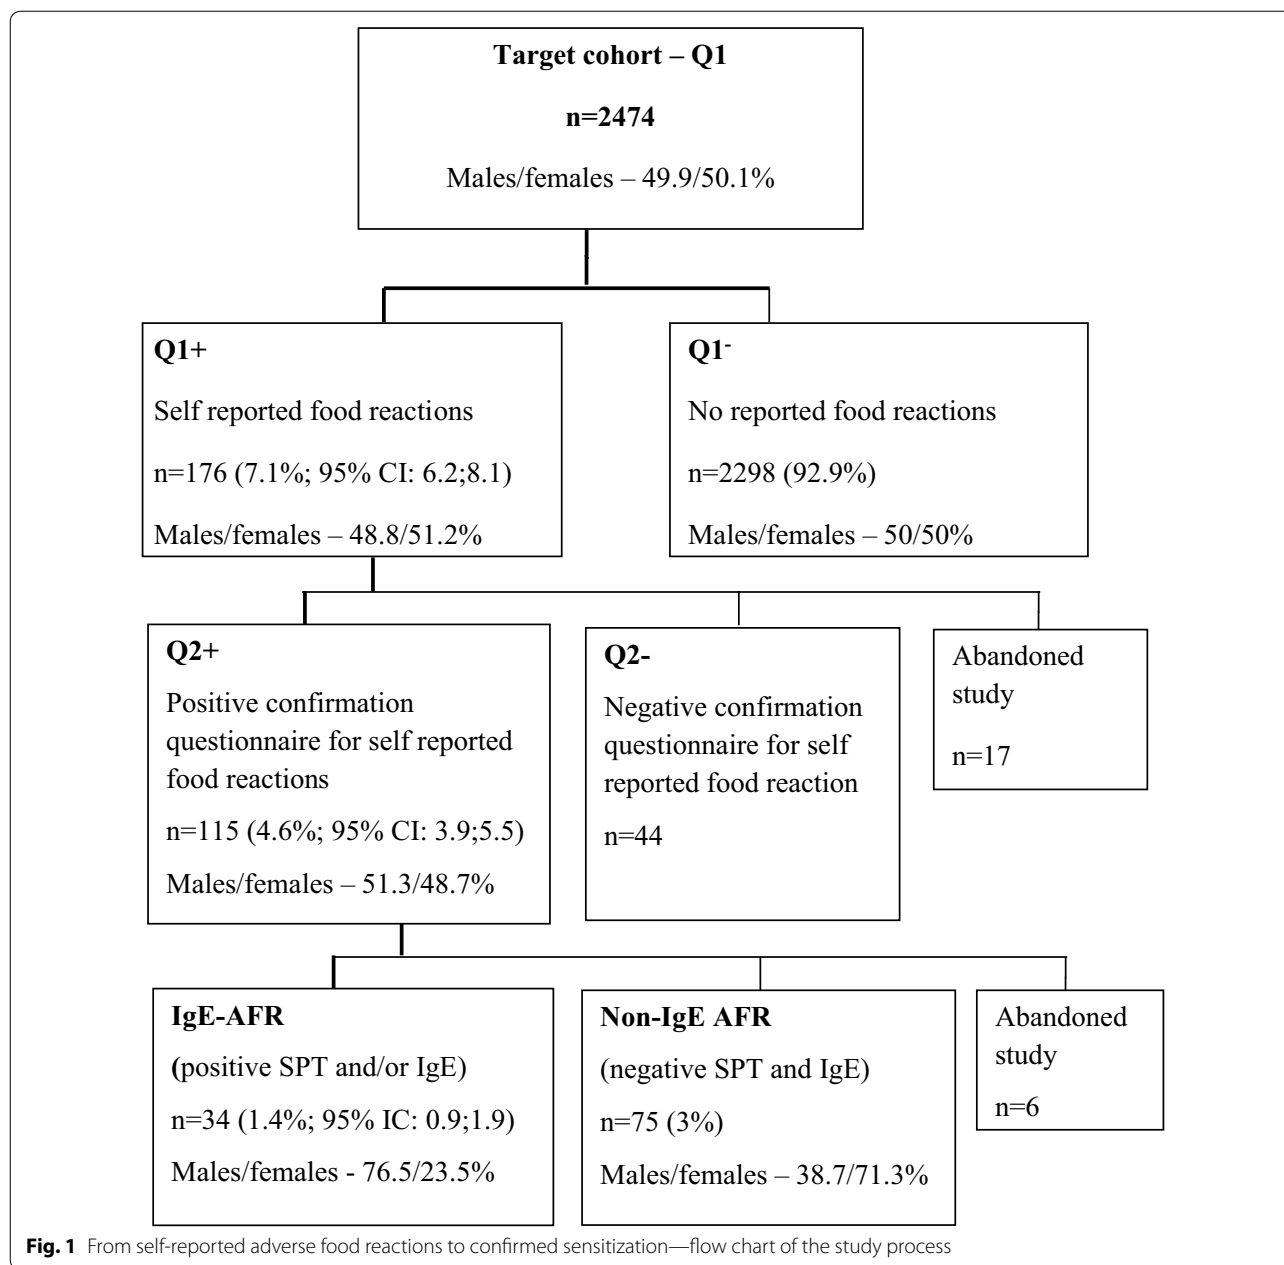 Target cohort – Q1
n=2474
Males/females – 49.9/50.1%
Q1+
Self reported food reactions
n=176 (7.1%; 95% CI: 6.2;8.1)
Males/females – 48.8/51.2%
Q1-
No reported food reactions
n=2298 (92.9%)
Males/females – 50/50%
Q2+
Positive confirmation
questionnaire for self reported
food reactions
n=115 (4.6%; 95% CI: 3.9;5.5)
Males/females – 51.3/48.7%
Q2-
Negative confirmation
questionnaire for self
reported food reaction
n=44
Abandoned
study
n=17
IgE-AFR
(positive SPT and/or IgE)
n=34 (1.4%; 95% IC: 0.9;1.9)
Males/females - 76.5/23.5%
Non-IgE AFR
(negative SPT and IgE)
n=75 (3%)
Males/females – 38.7/71.3%
Abandoned
study
n=6
Fig. 1 From self-reported adverse food reactions to confirmed sensitization—flow chart of the study process